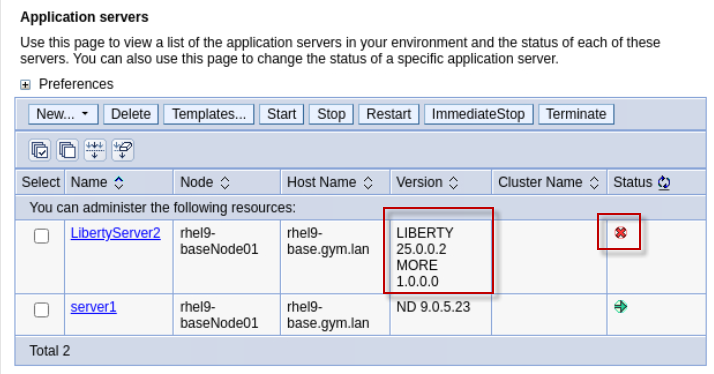 Application servers
Use this page to view a list of the application servers in your environment and the status of each of these
servers. You can also use this page to change the status of a specific application server.
Preferences
New... Delete Templates... Start Stop Restart ImmediateStop Terminate
Select Name Node Host Name Version Cluster Name Status
You can administer the following resources:
LibertyServer2 rhel9- rhel9- LIBERTY
baseNode01 base.gym.lan 25.0.0.2
MORE
1.0.0.0
server1 rhel9- rhel9- ND 9.0.5.23
baseNode01 base.gym.lan
Total 2